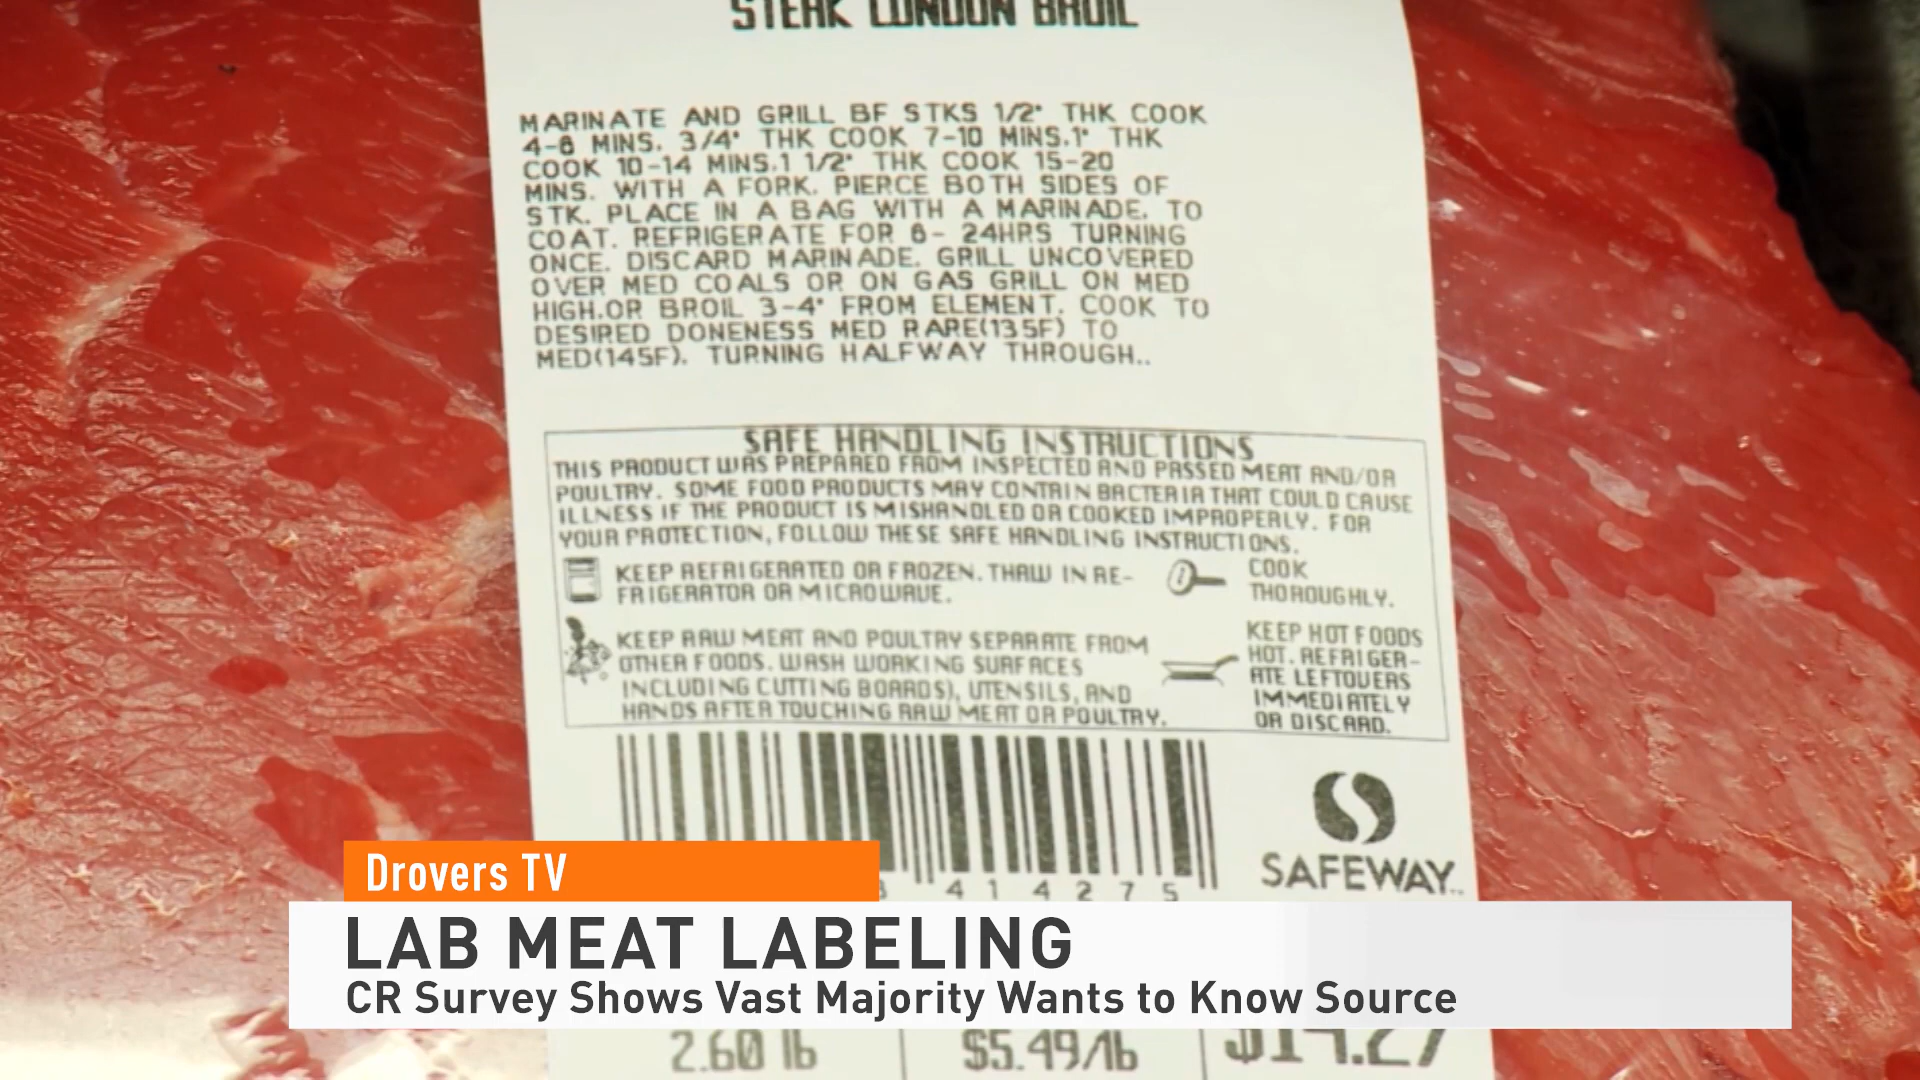 STEAK LONDON BROIL
MARINATE AND GRILL BF STKS 1/2" THK COOK
4-8 MINS. 3/4" THK COOK 7-10 MINS.1" THK
COOK 10-14 MINS.1 1/2" THK COOK 15-20
MINS. WITH A FORK. PIERCE BOTH SIDES OF
STK. PLACE IN A BAG WITH A MARINADE. TO
COAT. REFRIGERATE FOR 6- 24HRS TURNING
ONCE. DISCARD MARINADE. GRILL UNCOVERED
OVER MED COALS OR ON GAS GRILL ON MED
HIGH.OR BROIL 3-4" FROM ELEMENT. COOK TO
DESIRED DONENESS MED RARE(135F) TO
MED(145F). TURNING HALFWAY THROUGH..
SAFE HANDLING INSTRUCTIONS
THIS PRODUCT WAS PREPARED FROM INSPECTED AND PASSED MEAT AND/OR
POULTRY. SOME FOOD PRODUCTS MAY CONTAIN BACTERIA THAT COULD CAUSE
ILLNESS IF THE PRODUCT IS MISHANDLED OR COOKED IMPROPERLY. FOR
YOUR PROTECTION, FOLLOW THESE SAFE HANDLING INSTRUCTIONS.
KEEP REFRIGERATED OR FROZEN. THAW IN RE-
FRIGERATOR OR MICROWAVE.
COOK
THOROUGHLY.
KEEP RAW MEAT AND POULTRY SEPARATE FROM
OTHER FOODS. WASH WORKING SURFACES
INCLUDING CUTTING BOARDS), UTENSILS, AND
HANDS AFTER TOUCHING RAW MEAT OR POULTRY.
KEEP HOT FOODS
HOT. REFRIGER-
ATE LEFTOVERS
IMMEDIATELY
OR DISCARD.
SAFEWAY
4 1 4 2 7 5
Drovers TV
LAB MEAT LABELING
CR Survey Shows Vast Majority Wants to Know Source
2.60 lb $5.49/lb $14.27